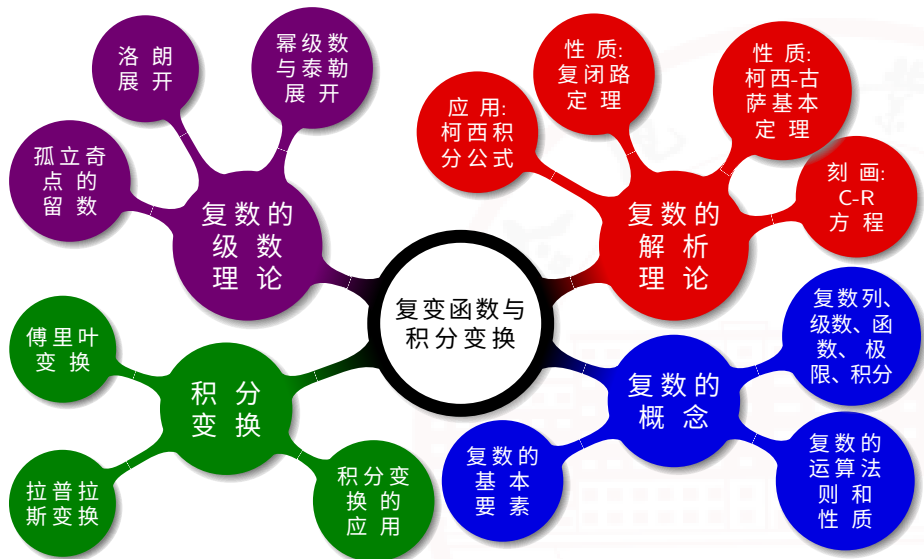 洛朗
展开
幂级数
与泰勒
展开
孤立奇
点的
留数
复数的
级数
理论
应用:
柯西积
分公式
性质:
复闭路
定理
性质:
柯西-古
萨基本
定理
刻画:
C-R
方程
复数的
解析
理论
复变函数与
积分变换
傅里叶
变换
积分
变换
拉普拉
斯变换
积分变
换的
应用
复数的
概念
复数列、
级数、函
数、极
限、积分
复数的
基本
要素
复数的
运算法
则和
性质